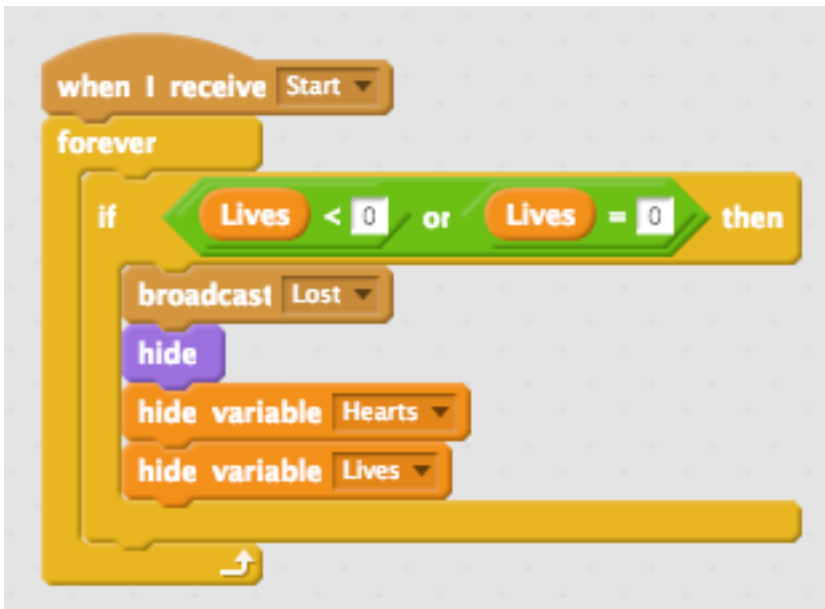 when I receive Start
forever
if Lives < 0 or Lives = 0 then
broadcast Lost
hide
hide variable Hearts
hide variable Lives